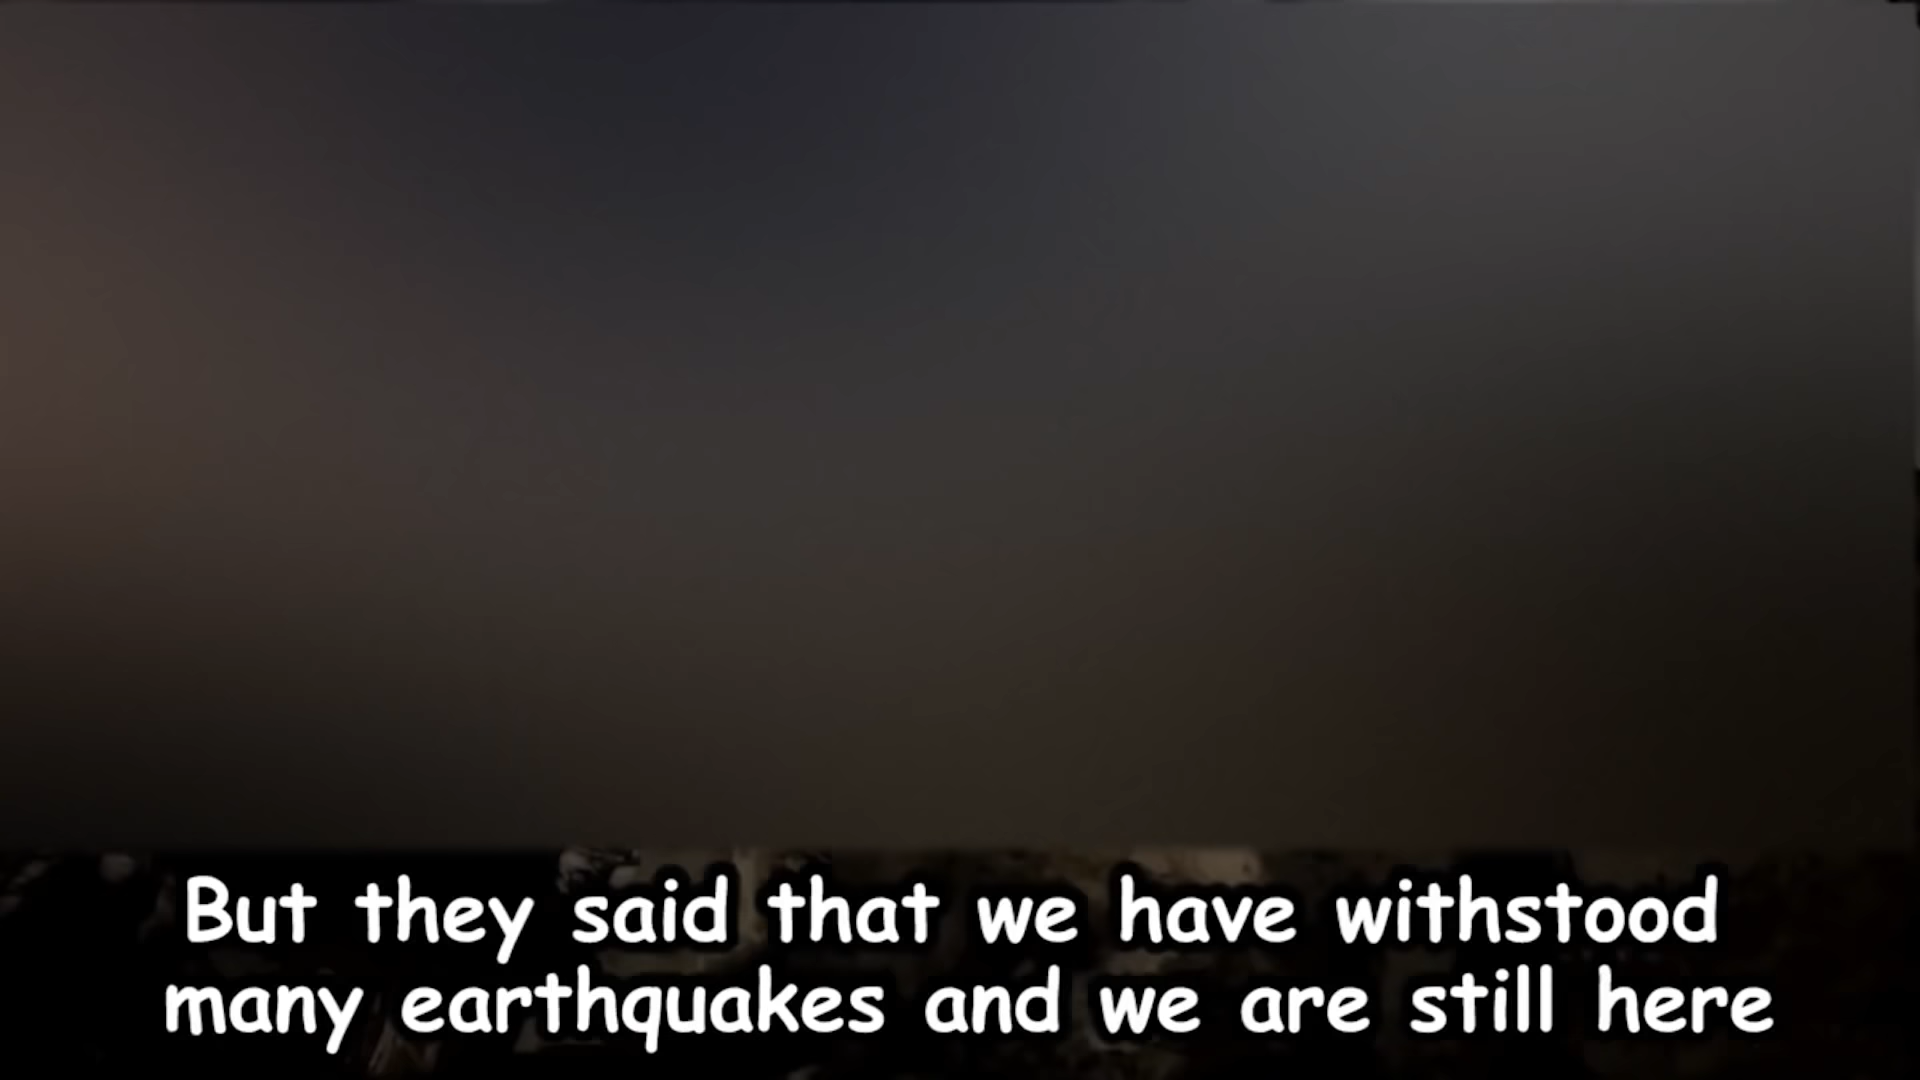 But they said that we have withstood
many earthquakes and we are still here